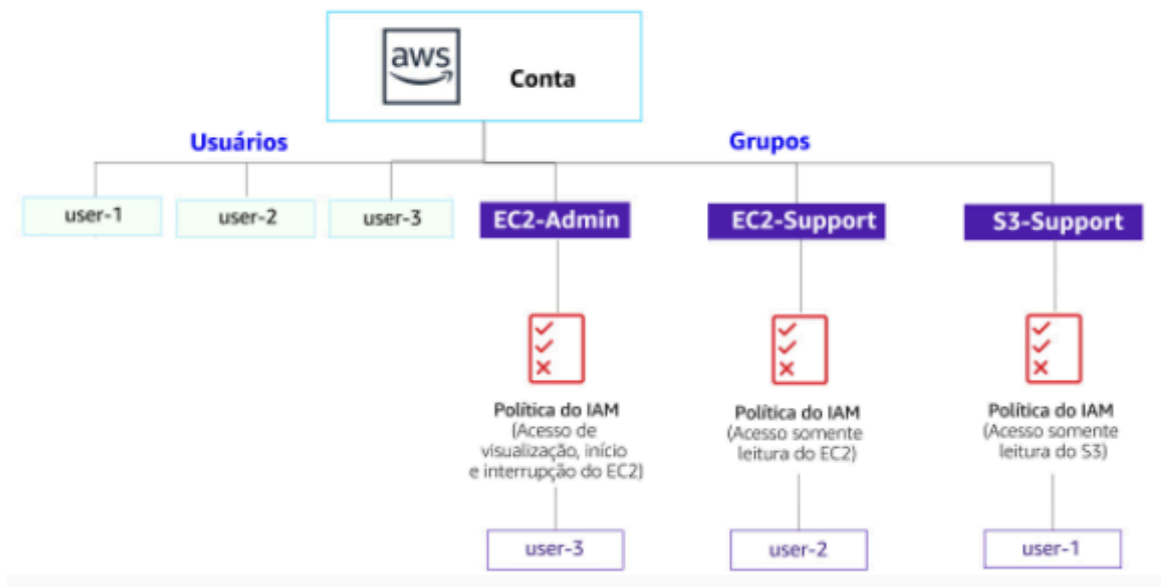 aws
Conta
Usuários
Grupos
user-1
user-2
user-3
EC2-Admin
EC2-Support
S3-Support
Política do IAM
(Acesso de
visualização, início
e interrupção do EC2)
Política do IAM
(Acesso somente
leitura do EC2)
Política do IAM
(Acesso somente
leitura do S3)
user-3
user-2
user-1